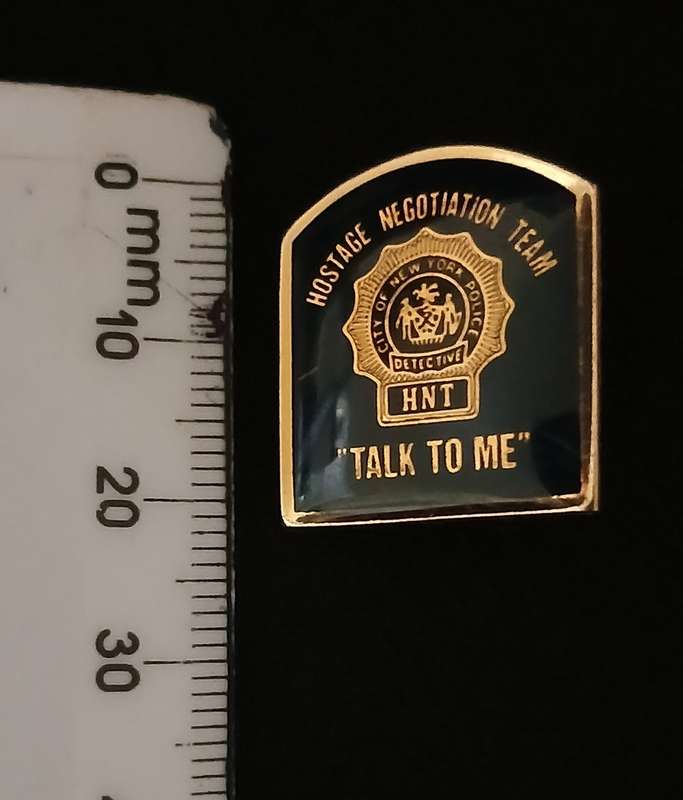 0 mm
10
20
30
HOSTAGE NEGOTIATION TEAM
CITY OF NEW YORK POLICE
DETECTIVE
HNT
"TALK TO ME"